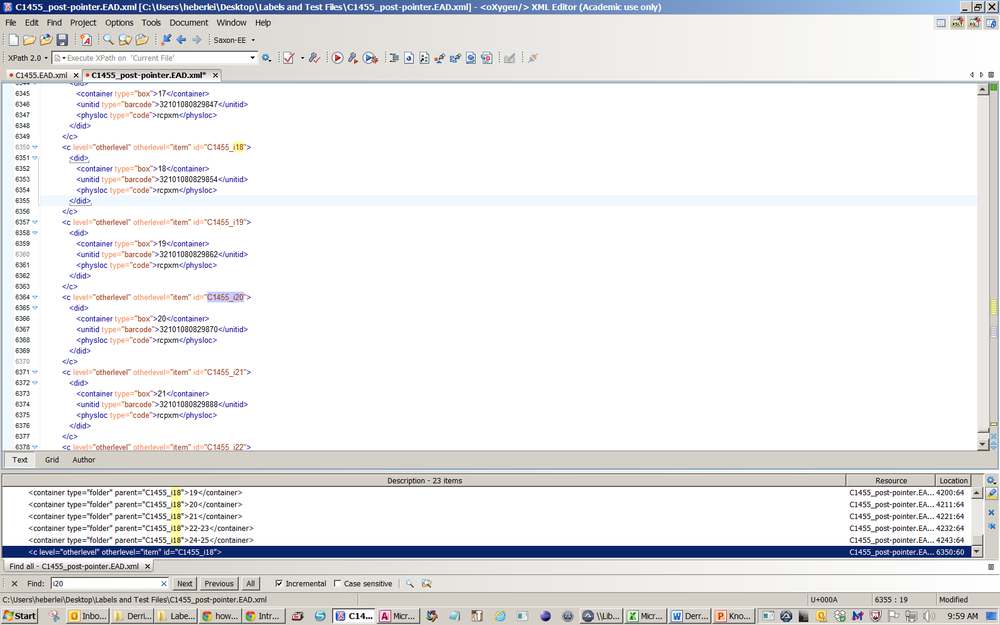 C1455_post-pointer.EAD.xml [C:\Users\heberlei\Desktop\Labels and Test Files\C1455_post-pointer.EAD.xml] - <oXygen/> XML Editor (Academic use only)
File Edit Find Project Options Tools Document Window Help
Saxon-EE
XPath 2.0 Execute XPath on 'Current File'
C1455.EAD.xml C1455_post-pointer.EAD.xml*
6344 <did>
6345 <container type="box">17</container>
6346 <unitid type="barcode">32101080829847</unitid>
6347 <physloc type="code">rcpxm</physloc>
6348 </did>
6349 </c>
6350 <c level="otherlevel" otherlevel="item" id="C1455_i18">
6351 <did>
6352 <container type="box">18</container>
6353 <unitid type="barcode">32101080829854</unitid>
6354 <physloc type="code">rcpxm</physloc>
6355 </did>
6356 </c>
6357 <c level="otherlevel" otherlevel="item" id="C1455_i19">
6358 <did>
6359 <container type="box">19</container>
6360 <unitid type="barcode">32101080829862</unitid>
6361 <physloc type="code">rcpxm</physloc>
6362 </did>
6363 </c>
6364 <c level="otherlevel" otherlevel="item" id="C1455_i20">
6365 <did>
6366 <container type="box">20</container>
6367 <unitid type="barcode">32101080829870</unitid>
6368 <physloc type="code">rcpxm</physloc>
6369 </did>
6370 </c>
6371 <c level="otherlevel" otherlevel="item" id="C1455_i21">
6372 <did>
6373 <container type="box">21</container>
6374 <unitid type="barcode">32101080829888</unitid>
6375 <physloc type="code">rcpxm</physloc>
6376 </did>
6377 </c>
6378 <c level="otherlevel" otherlevel="item" id="C1455_i22">
Text Grid Author
Description - 23 items Resource Location
<container type="folder" parent="C1455_i18">19</container> C1455_post-pointer.EA... 4200:64
<container type="folder" parent="C1455_i18">20</container> C1455_post-pointer.EA... 4211:64
<container type="folder" parent="C1455_i18">21</container> C1455_post-pointer.EA... 4221:64
<container type="folder" parent="C1455_i18">22-23</container> C1455_post-pointer.EA... 4232:64
<container type="folder" parent="C1455_i18">24-25</container> C1455_post-pointer.EA... 4243:64
<c level="otherlevel" otherlevel="item" id="C1455_i18"> C1455_post-pointer.EA... 6350:60
Find all - C1455_post-pointer.EAD.xml
Find: i20 Next Previous All Incremental Case sensitive
C:\Users\heberlei\Desktop\Labels and Test Files\C1455_post-pointer.EAD.xml U+000A 6355 : 19 Modified
Start Inbo... Derri... Labe... how... Intr... C14... Micr... \\Lib... Micr... Derr... Kno... 9:59 AM